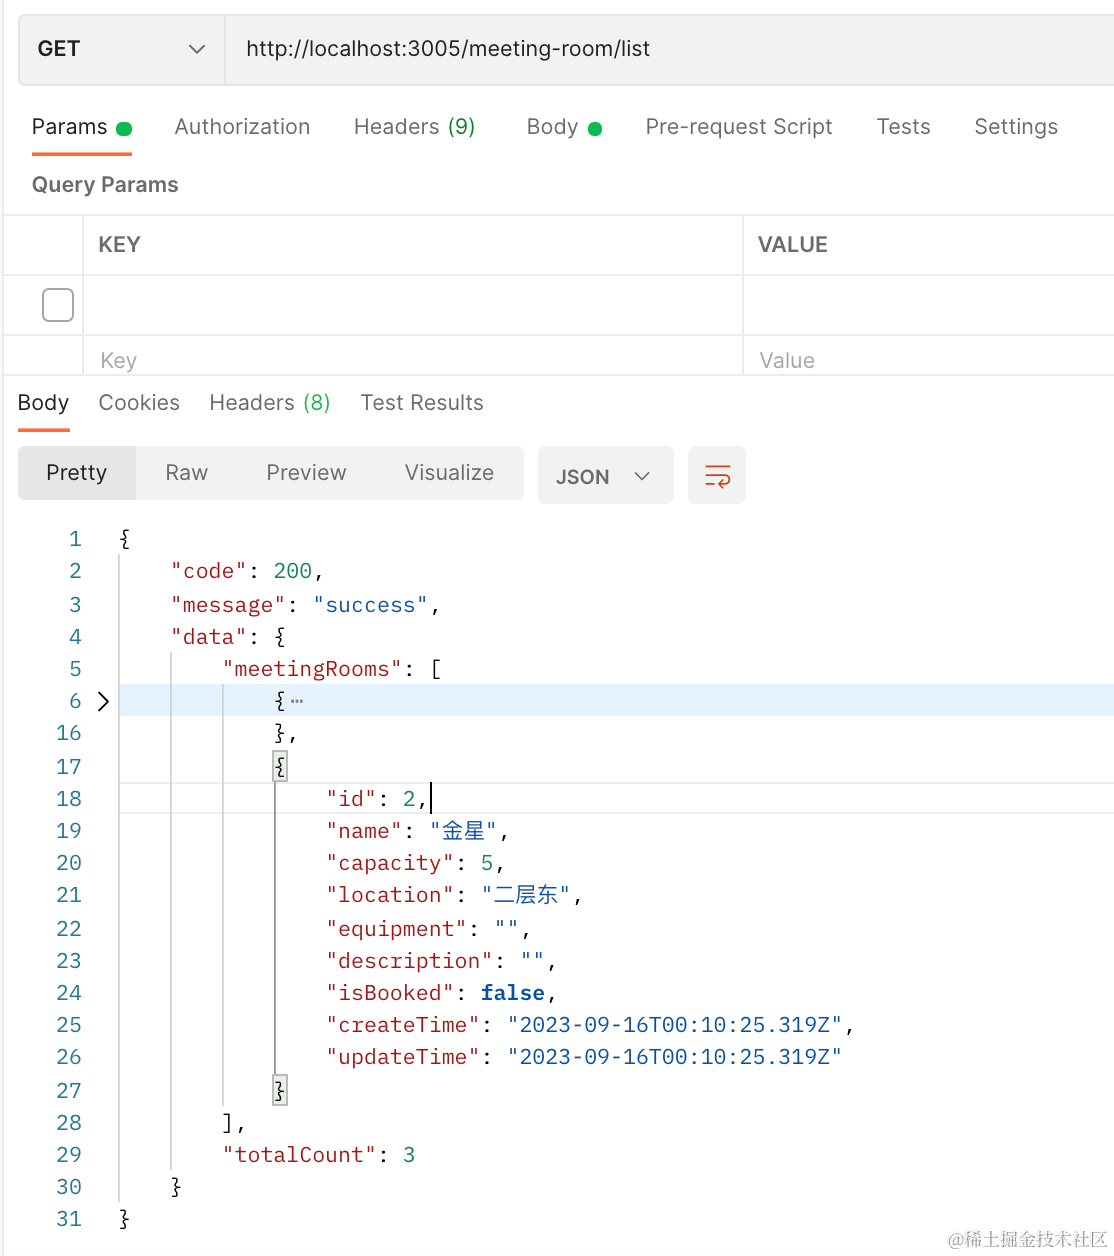 GET http://localhost:3005/meeting-room/list
Params Authorization Headers (9) Body Pre-request Script Tests Settings
Query Params
KEY VALUE
Key Value
Body Cookies Headers (8) Test Results
Pretty Raw Preview Visualize JSON
1 {
2 "code": 200,
3 "message": "success",
4 "data": {
5 "meetingRooms": [
6 {…
16 },
17 {
18 "id": 2,
19 "name": "金星",
20 "capacity": 5,
21 "location": "二层东",
22 "equipment": "",
23 "description": "",
24 "isBooked": false,
25 "createTime": "2023-09-16T00:10:25.319Z",
26 "updateTime": "2023-09-16T00:10:25.319Z"
27 }
28 ],
29 "totalCount": 3
30 }
31 }
@稀土掘金技术社区